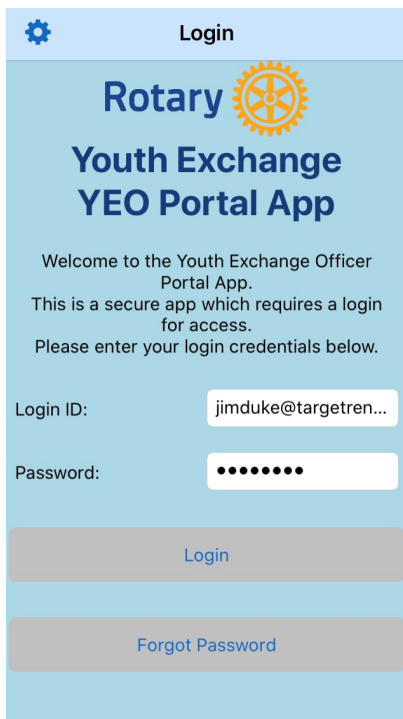 Login
Rotary
Youth Exchange
YEO Portal App
Welcome to the Youth Exchange Officer
Portal App.
This is a secure app which requires a login
for access.
Please enter your login credentials below.
Login ID: jimduke@targetren...
Password: ●●●●●●●●
Login
Forgot Password